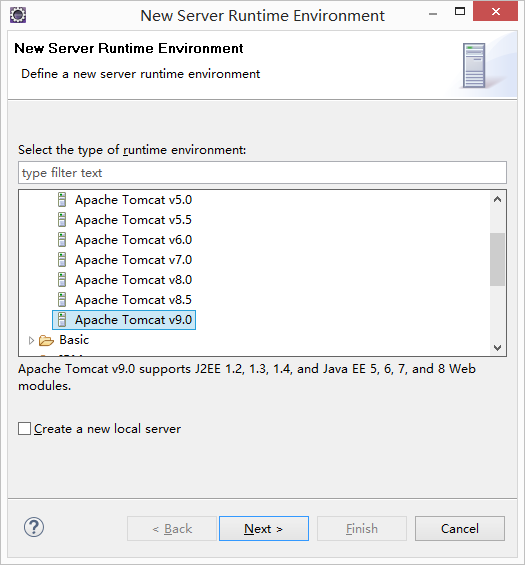 New Server Runtime Environment
New Server Runtime Environment
Define a new server runtime environment
Select the type of runtime environment:
type filter text
Apache Tomcat v5.0
Apache Tomcat v5.5
Apache Tomcat v6.0
Apache Tomcat v7.0
Apache Tomcat v8.0
Apache Tomcat v8.5
Apache Tomcat v9.0
Basic
Apache Tomcat v9.0 supports J2EE 1.2, 1.3, 1.4, and Java EE 5, 6, 7, and 8 Web
modules.
Create a new local server
? < Back Next > Finish Cancel